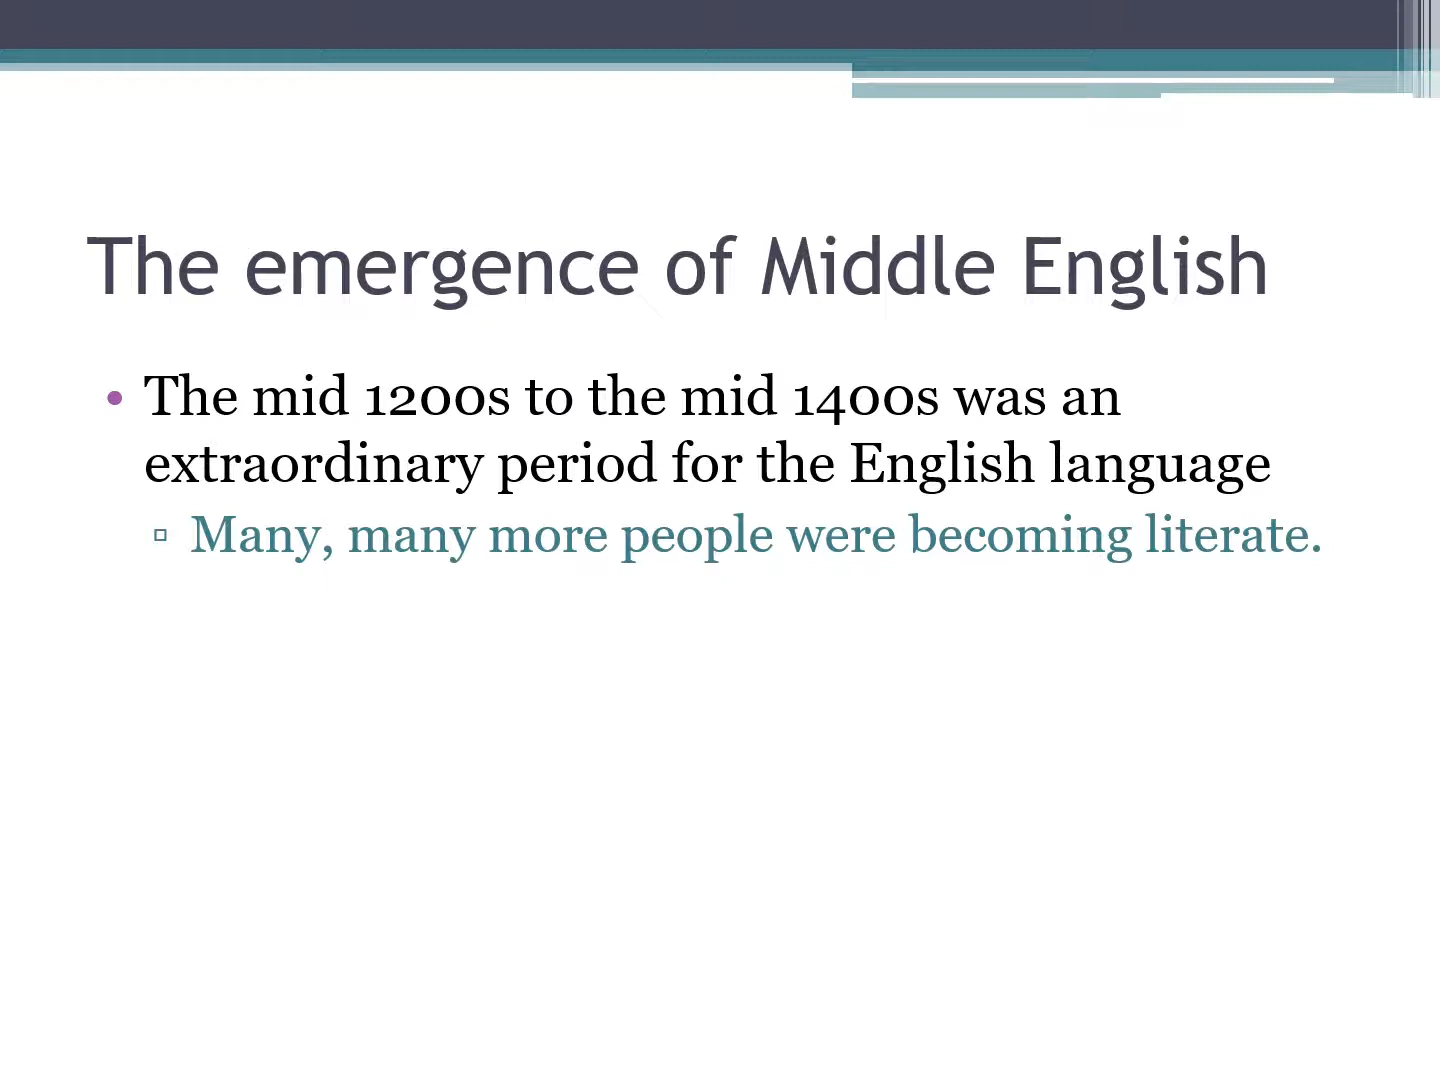 The emergence of Middle English
• The mid 1200s to the mid 1400s was an
extraordinary period for the English language
▫ Many, many more people were becoming literate.